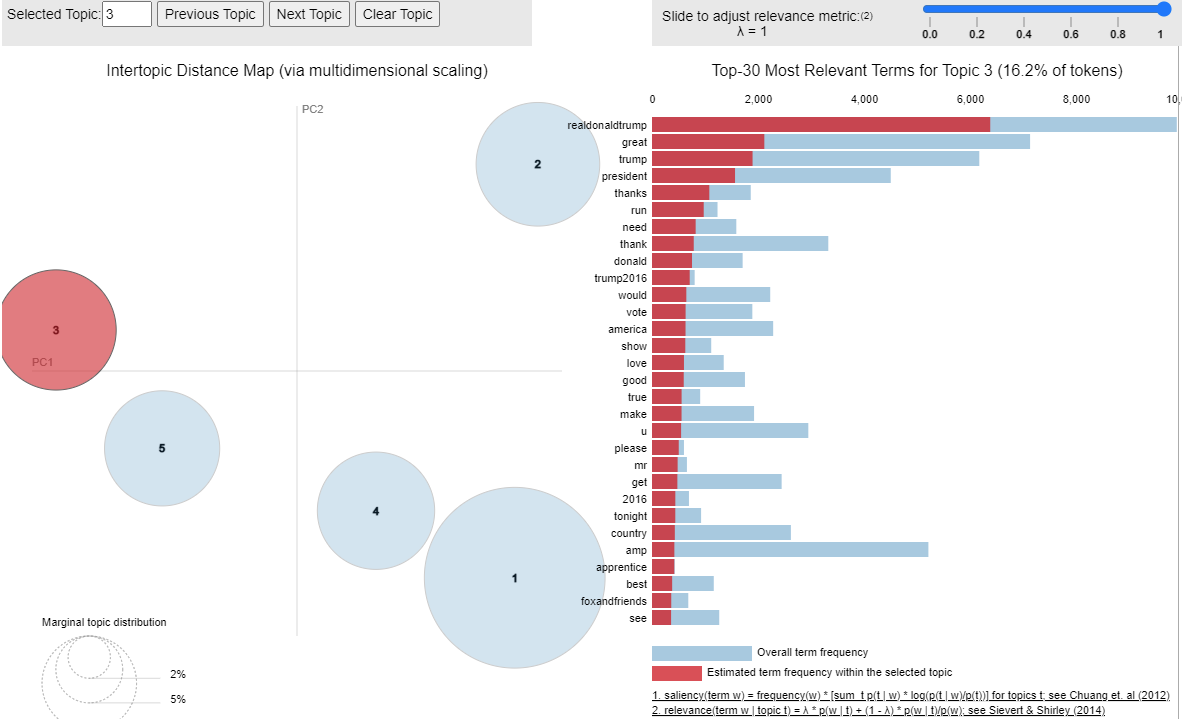 Selected Topic: 3 Previous Topic Next Topic Clear Topic
Slide to adjust relevance metric:(2)
λ = 1
0.0 0.2 0.4 0.6 0.8 1
Intertopic Distance Map (via multidimensional scaling)
PC2
PC1
2
3
5
4
1
Marginal topic distribution
2%
5%
Top-30 Most Relevant Terms for Topic 3 (16.2% of tokens)
0 2,000 4,000 6,000 8,000 10,
realdonaldtrump
great
trump
president
thanks
run
need
thank
donald
trump2016
would
vote
america
show
love
good
true
make
u
please
mr
get
2016
tonight
country
amp
apprentice
best
foxandfriends
see
Overall term frequency
Estimated term frequency within the selected topic
1. saliency(term w) = frequency(w) * [sum_t p(t | w) * log(p(t | w)/p(t))] for topics t; see Chuang et. al (2012)
2. relevance(term w | topic t) = λ * p(w | t) + (1 - λ) * p(w | t)/p(w); see Sievert & Shirley (2014)